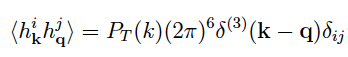 ⟨h^i_𝐤 h^j_𝐪⟩ = P_T(k)(2π)^6 δ^(3)(𝐤 − 𝐪)δ_ij